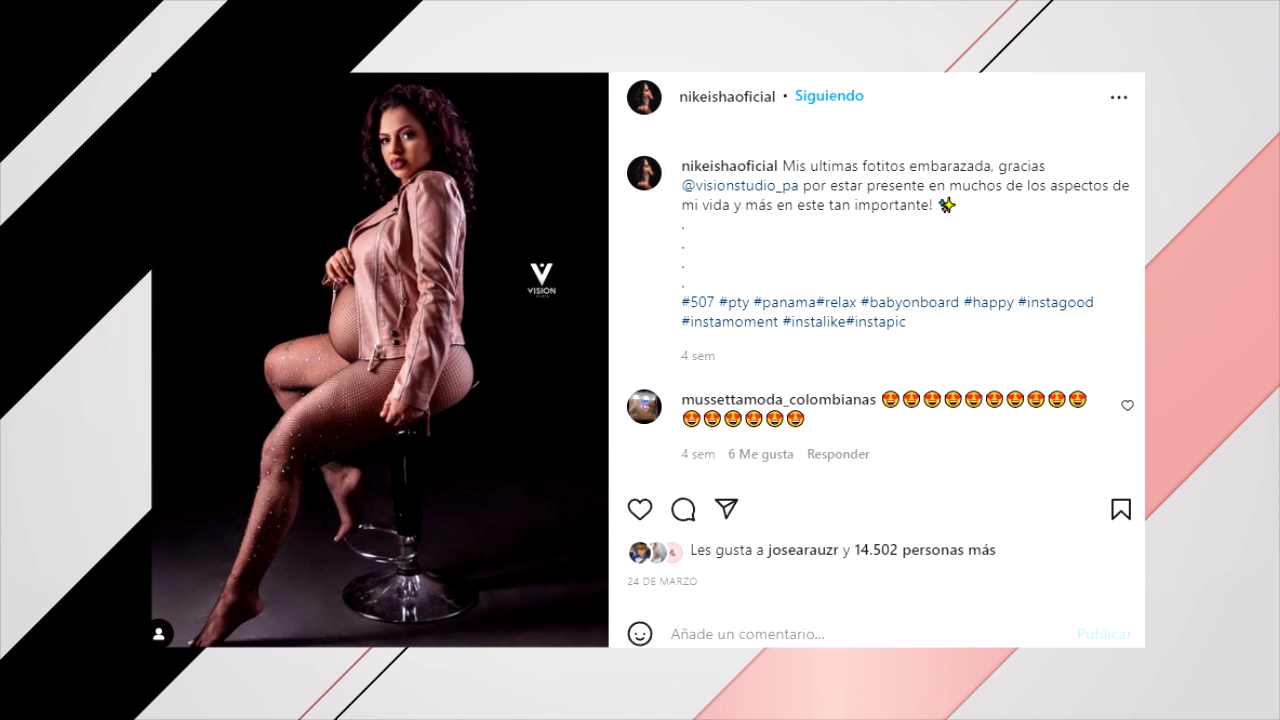 nikeishaoficial • Siguiendo
nikeishaoficial Mis ultimas fotitos embarazada, gracias
@visionstudio_pa por estar presente en muchos de los aspectos de
mi vida y más en este tan importante! ✨
.
.
.
.
#507 #pty #panama#relax #babyonboard #happy #instagood
#instamoment #instalike#instapic
4 sem
mussettamoda_colombianas 😍😍😍😍😍😍😍😍😍😍
😍😍😍😍😍😍
4 sem 6 Me gusta Responder
Les gusta a josearauzr y 14.502 personas más
24 DE MARZO
Añade un comentario... Publicar
VISION